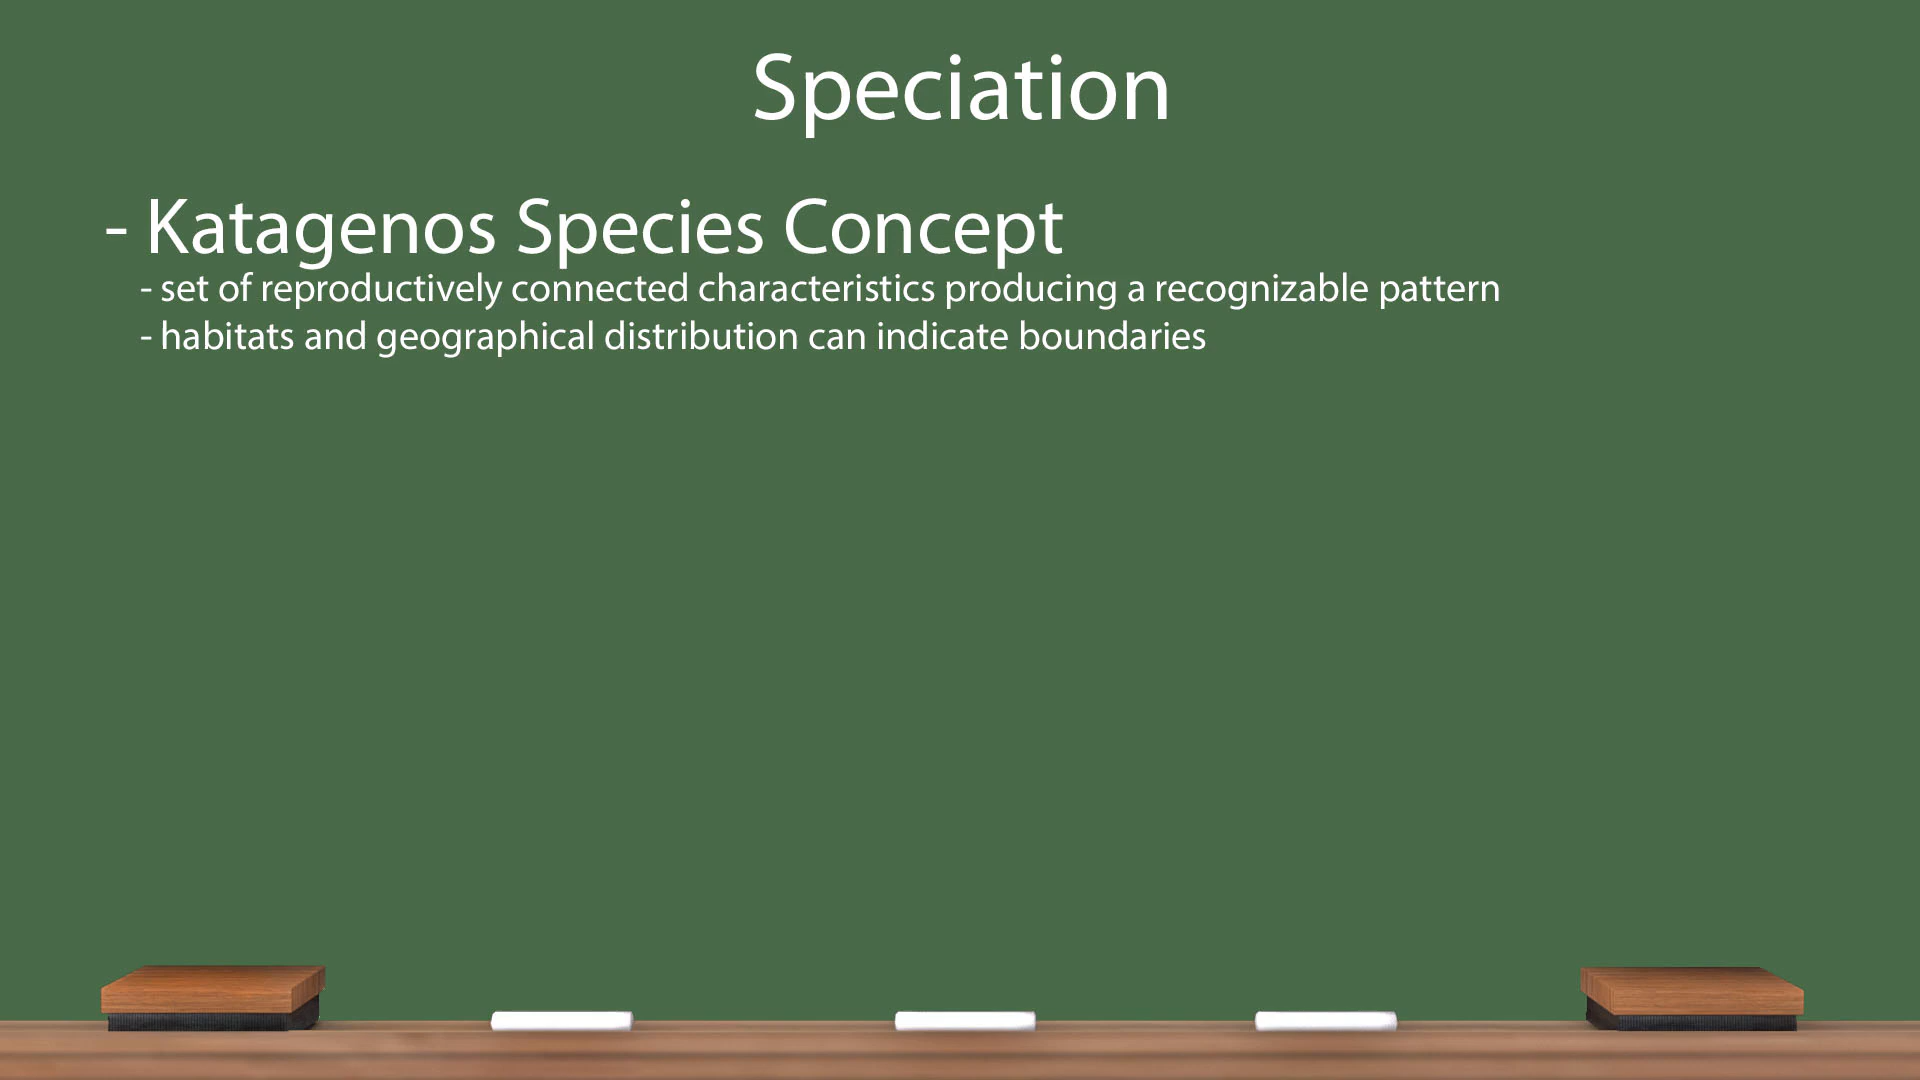 Speciation
- Katagenos Species Concept
- set of reproductively connected characteristics producing a recognizable pattern
- habitats and geographical distribution can indicate boundaries